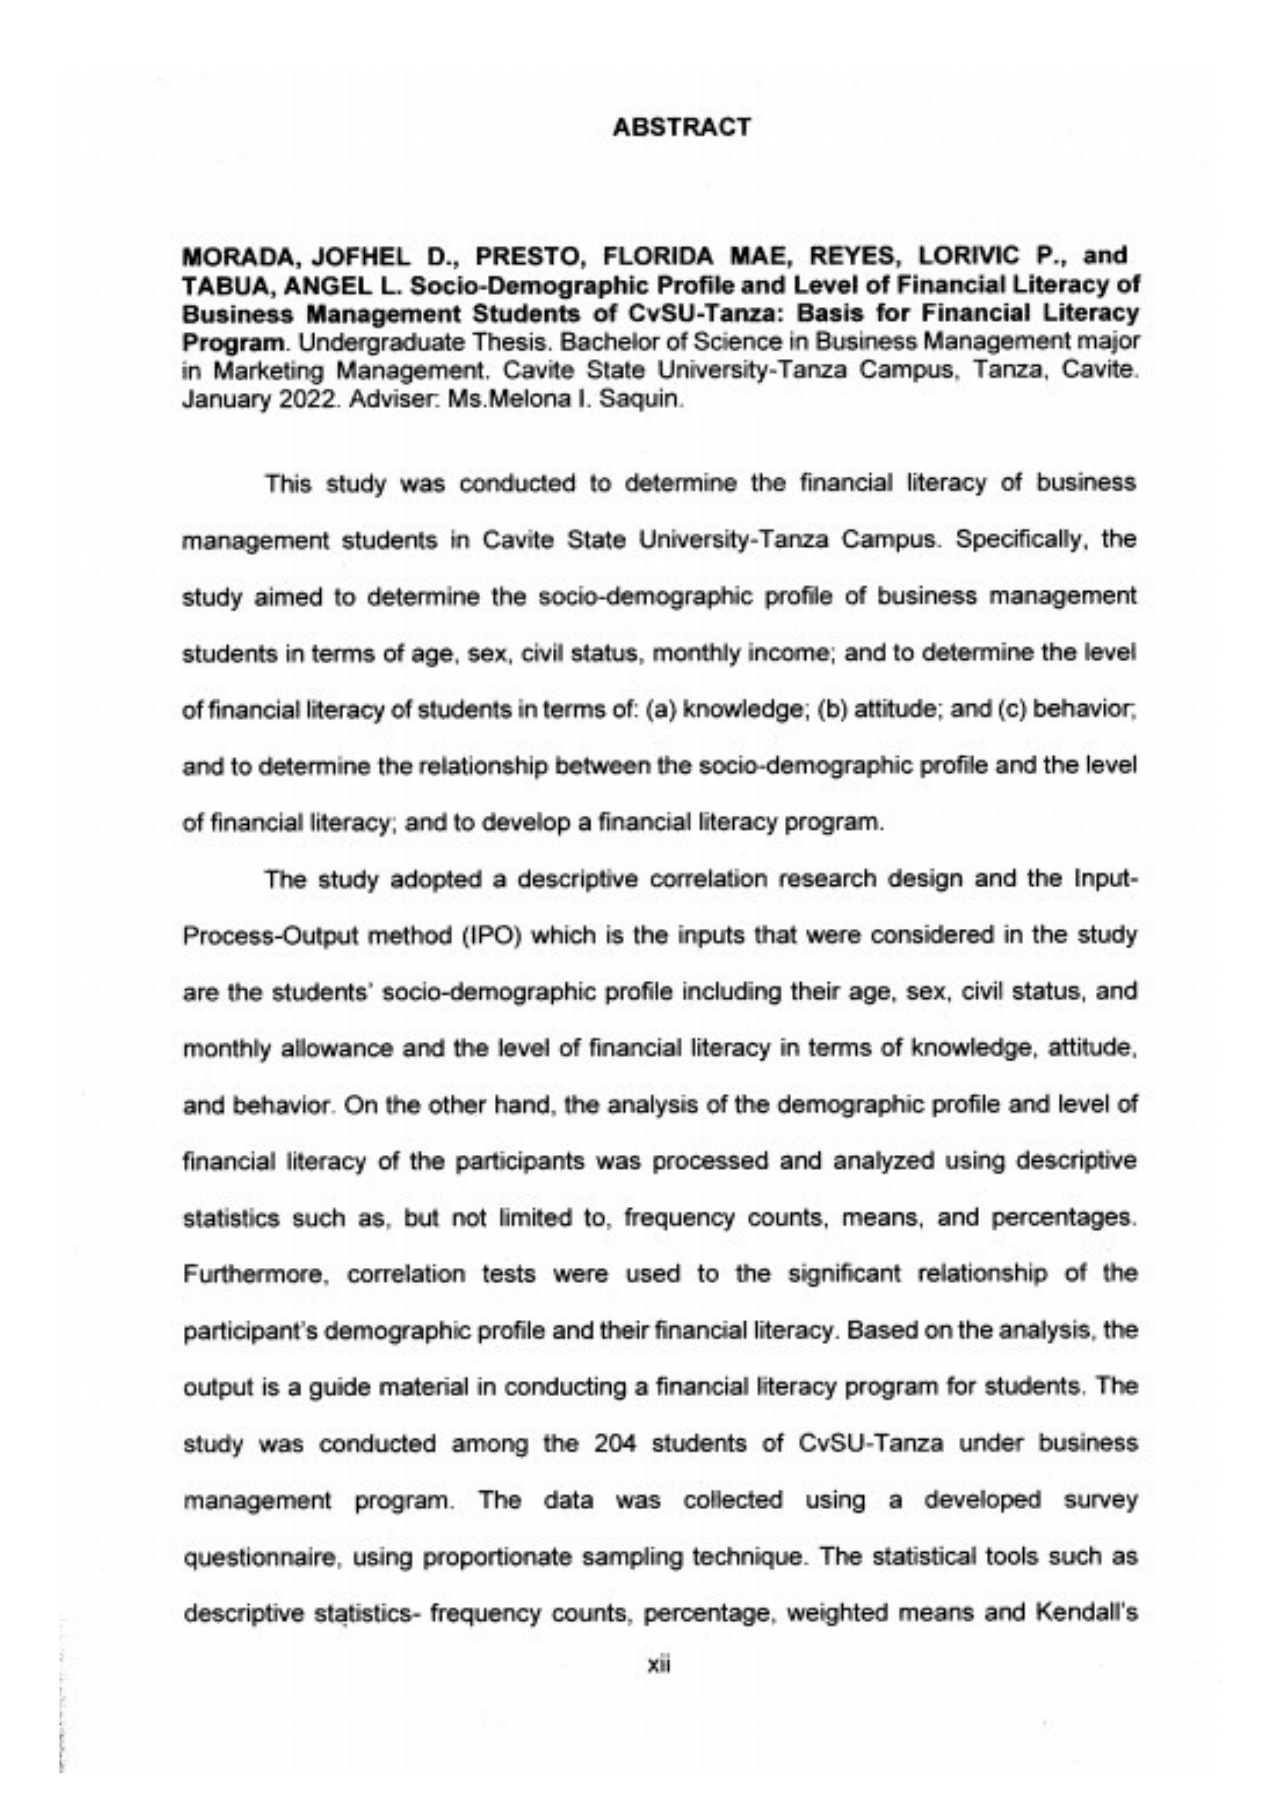 ABSTRACT
MORADA, JOFHEL D., PRESTO, FLORIDA MAE, REYES, LORIVIC P., and
TABUA, ANGEL L. Socio-Demographic Profile and Level of Financial Literacy of
Business Management Students of CvSU-Tanza: Basis for Financial Literacy
Program. Undergraduate Thesis. Bachelor of Science in Business Management major
in Marketing Management. Cavite State University-Tanza Campus, Tanza, Cavite.
January 2022. Adviser: Ms.Melona I. Saquin.
This study was conducted to determine the financial literacy of business
management students in Cavite State University-Tanza Campus. Specifically, the
study aimed to determine the socio-demographic profile of business management
students in terms of age, sex, civil status, monthly income; and to determine the level
of financial literacy of students in terms of: (a) knowledge; (b) attitude; and (c) behavior;
and to determine the relationship between the socio-demographic profile and the level
of financial literacy; and to develop a financial literacy program.
The study adopted a descriptive correlation research design and the Input-
Process-Output method (IPO) which is the inputs that were considered in the study
are the students' socio-demographic profile including their age, sex, civil status, and
monthly allowance and the level of financial literacy in terms of knowledge, attitude,
and behavior. On the other hand, the analysis of the demographic profile and level of
financial literacy of the participants was processed and analyzed using descriptive
statistics such as, but not limited to, frequency counts, means, and percentages.
Furthermore, correlation tests were used to the significant relationship of the
participant's demographic profile and their financial literacy. Based on the analysis, the
output is a guide material in conducting a financial literacy program for students. The
study was conducted among the 204 students of CvSU-Tanza under business
management program. The data was collected using a developed survey
questionnaire, using proportionate sampling technique. The statistical tools such as
descriptive statistics- frequency counts, percentage, weighted means and Kendall's
xii